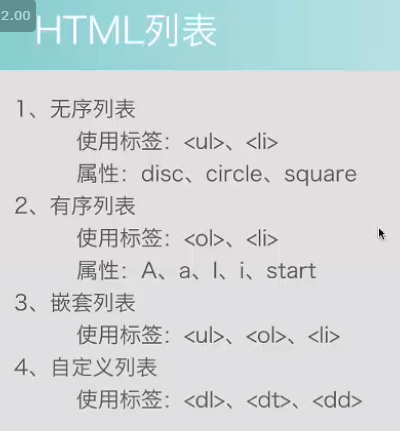 2.00
HTML列表
1、无序列表
使用标签：<ul>、<li>
属性：disc、circle、square
2、有序列表
使用标签：<ol>、<li>
属性：A、a、I、i、start
3、嵌套列表
使用标签：<ul>、<ol>、<li>
4、自定义列表
使用标签：<dl>、<dt>、<dd>